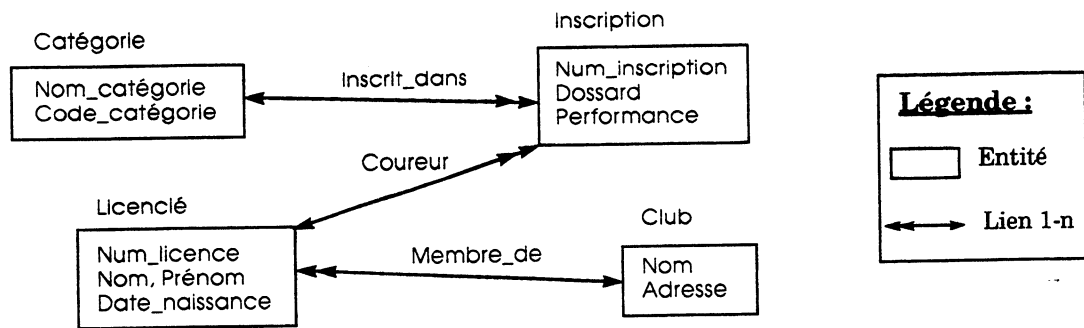 Catégorie
Nom_catégorie
Code_catégorie
Inscrit_dans
Inscription
Num_inscription
Dossard
Performance
Coureur
Licencié
Num_licence
Nom, Prénom
Date_naissance
Membre_de
Club
Nom
Adresse
Légende :
Entité
Lien 1-n